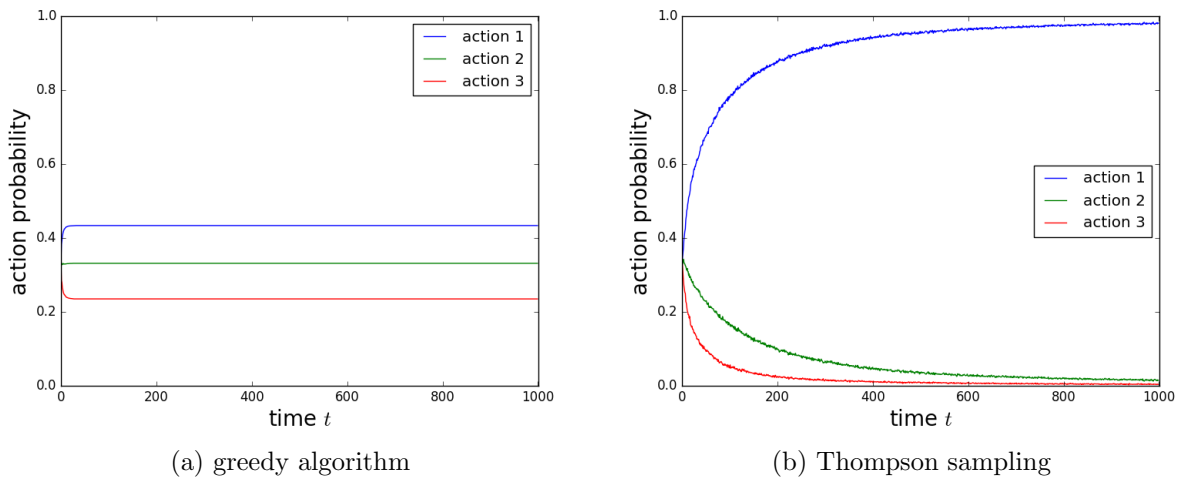 1.0
0.8
0.6
0.4
0.2
0.0
action probability
action 1
action 2
action 3
0 200 400 600 800 1000
time t
(a) greedy algorithm
1.0
0.8
0.6
0.4
0.2
0.0
action probability
action 1
action 2
action 3
0 200 400 600 800 1000
time t
(b) Thompson sampling